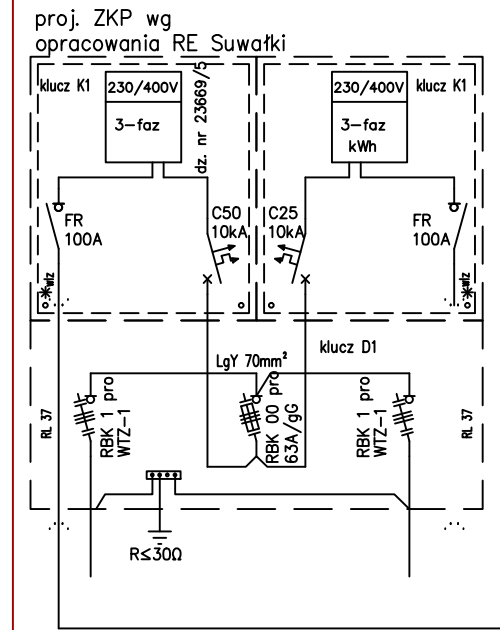 proj. ZKP wg
opracowania RE Suwałki
klucz K1
230/400V
3-faz
dz. nr 23669/5
230/400V
klucz K1
3-faz
kWh
FR
100A
C50
10kA
C25
10kA
FR
100A
wlz
wlz
LgY 70mm²
klucz D1
RL 37
RBK 1 pro
WTZ-1
RBK 00 pro
63A/gG
RBK 1 pro
WTZ-1
RL 37
R≤30Ω